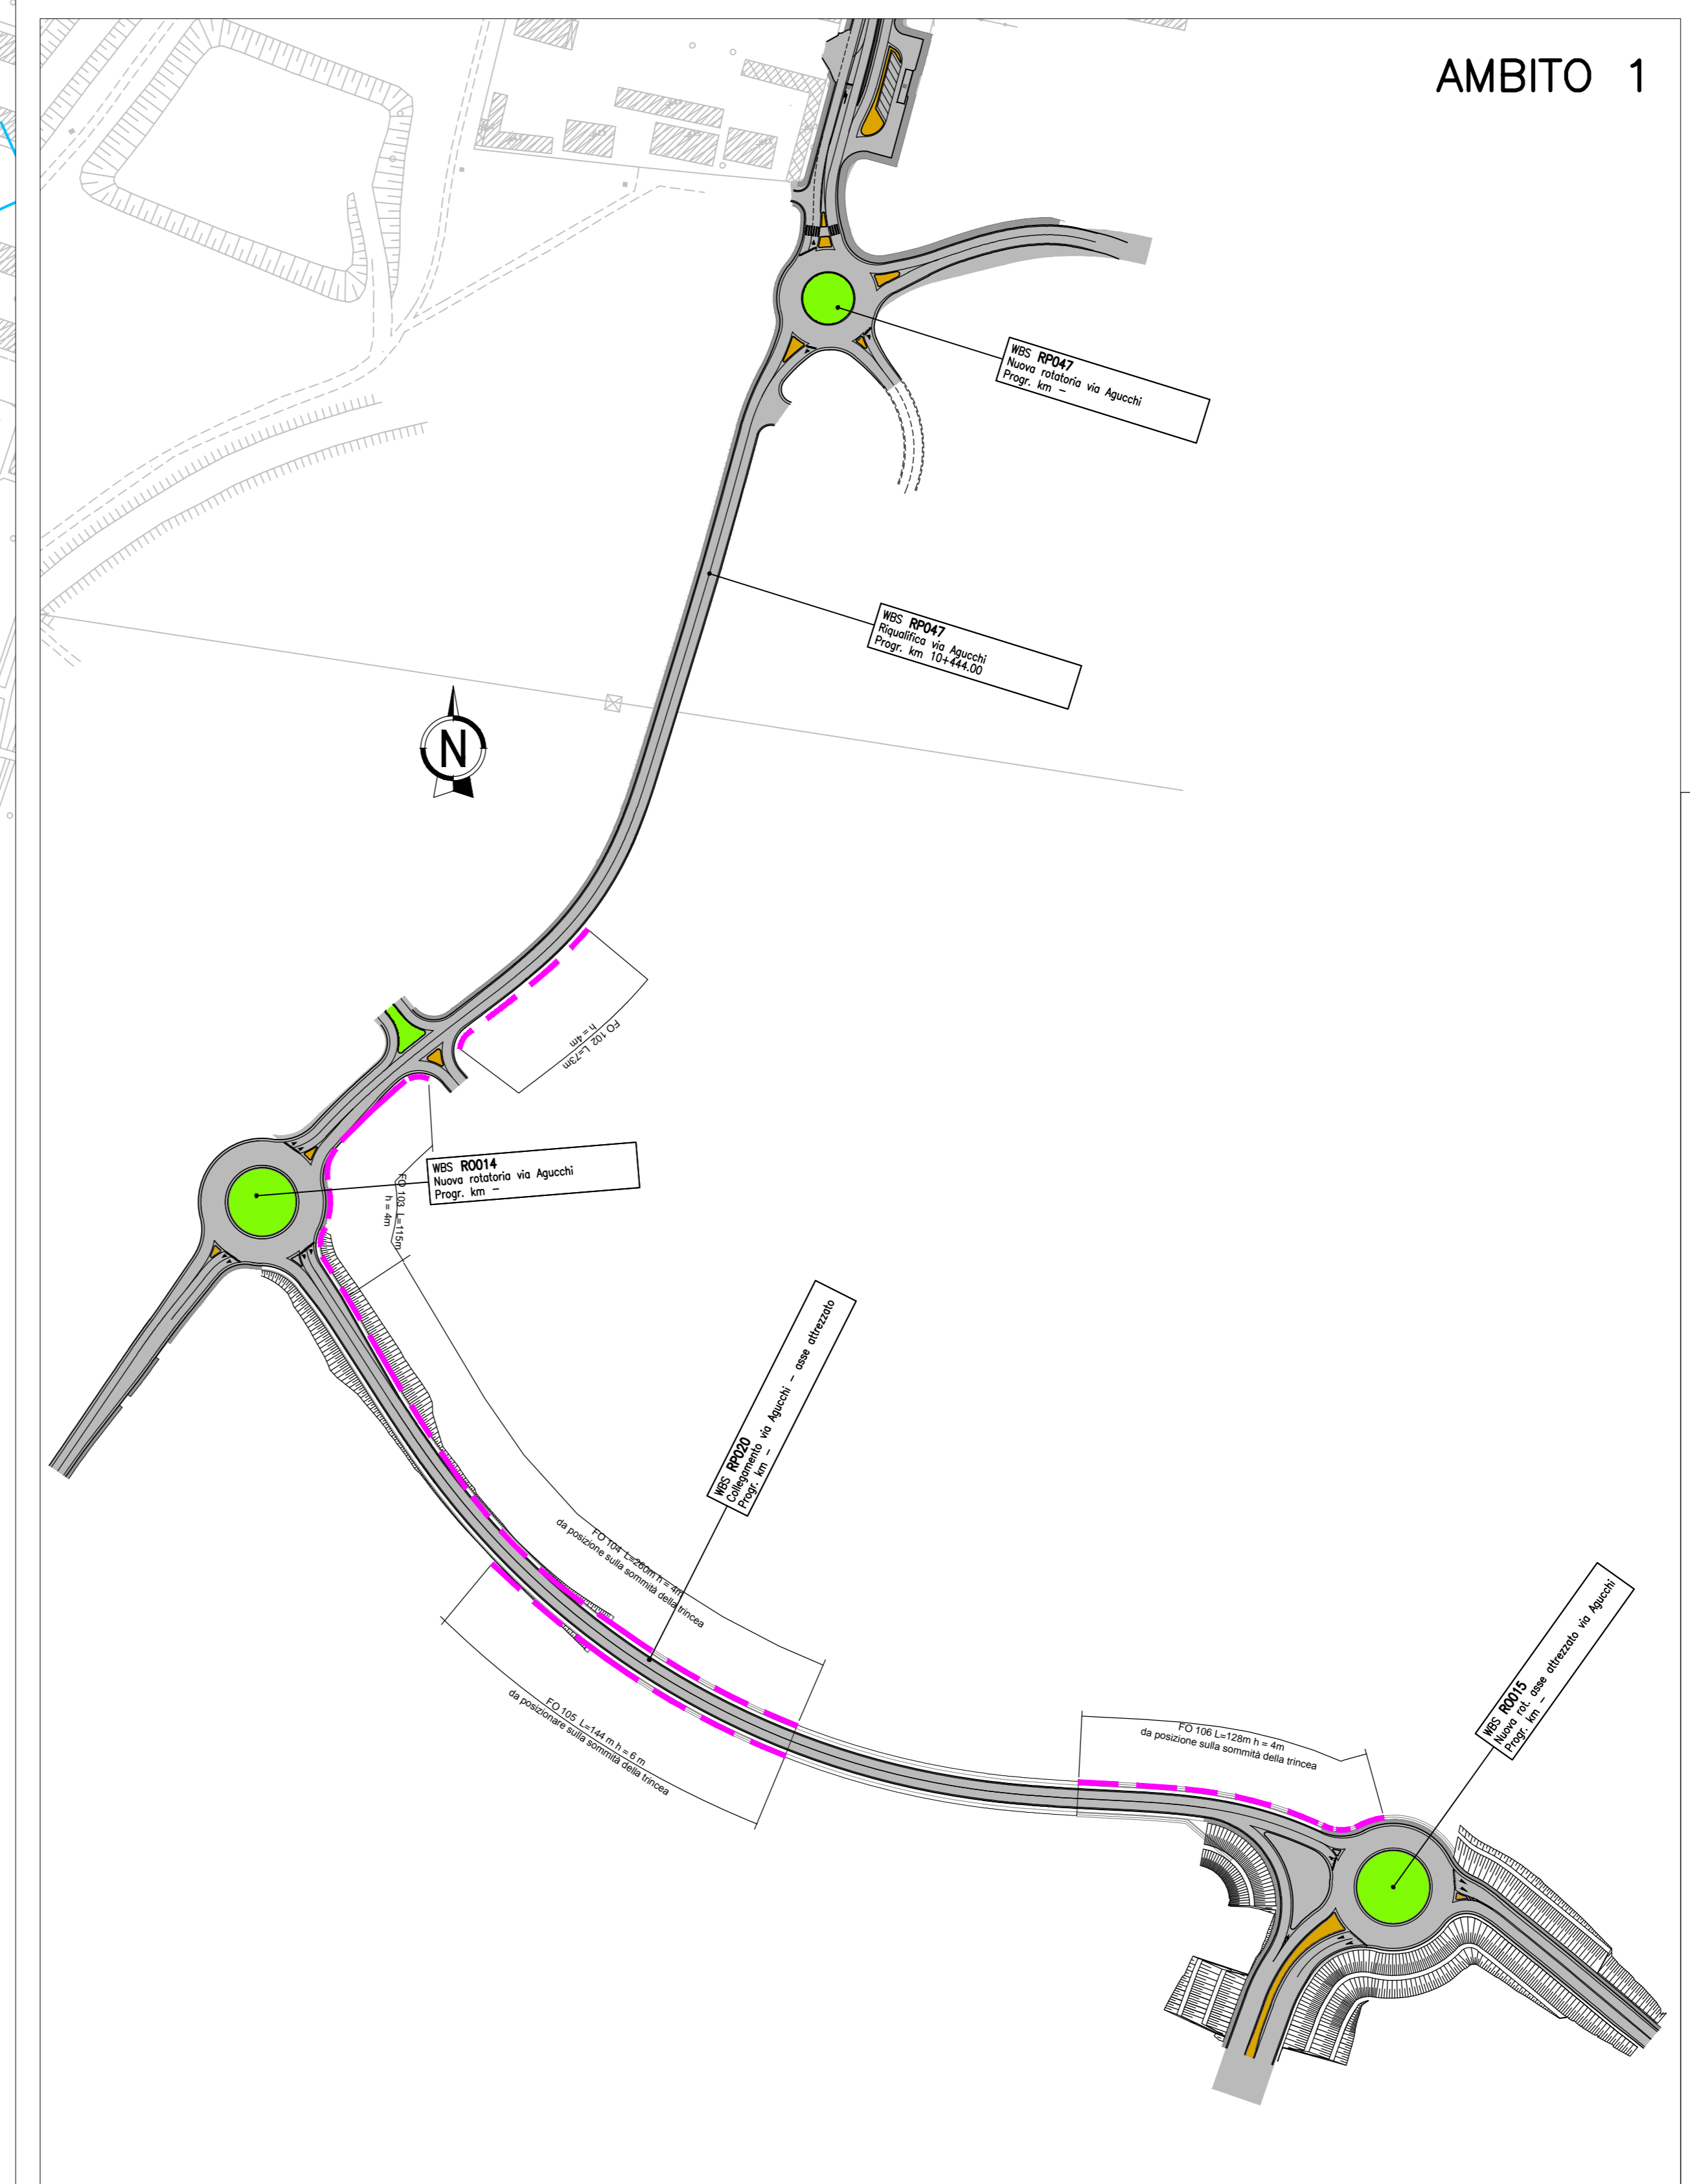 AMBITO 1
WBS RP047
Nuova rotatoria via Agucchi
Progr. km –
WBS RP047
Riqualifica via Agucchi
Progr. km 10+444.00
N
FO 102 L=73m
h = 4m
WBS RO014
Nuova rotatoria via Agucchi
Progr. km –
FO 103 L=115m
h = 4m
WBS RP020
Collegamento via Agucchi – asse attrezzato
Progr. km –
FO 104 L=260m h = 4m
da posizione sulla sommità della trincea
FO 105 L=144 m h = 6 m
da posizionare sulla sommità della trincea
FO 106 L=128m h = 4m
da posizione sulla sommità della trincea
WBS RO015
Nuova rot. asse attrezzato via Agucchi
Progr. km –